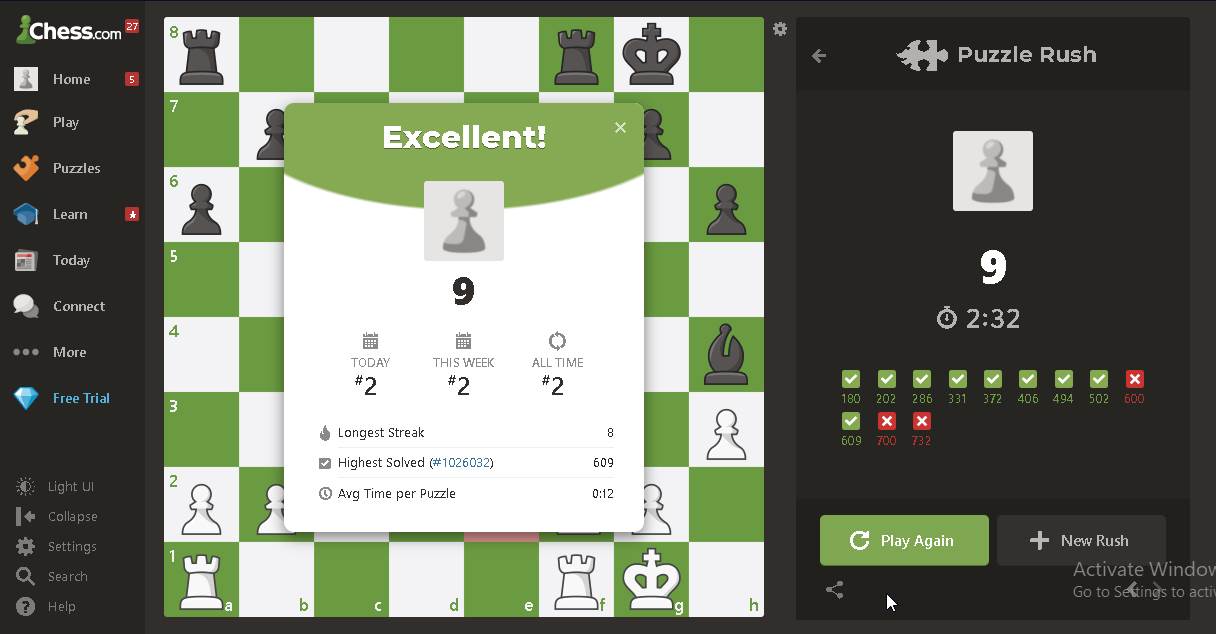 Chess.com 27
Home 5
Play
Puzzles
Learn
Today
Connect
More
Free Trial
Light UI
Collapse
Settings
Search
Help
8
7
6
5
4
3
2
1
a b c d e f g h
Excellent!
9
TODAY THIS WEEK ALL TIME
#2 #2 #2
Longest Streak 8
Highest Solved (#1026032) 609
Avg Time per Puzzle 0:12
Puzzle Rush
9
2:32
180 202 286 331 372 406 494 502 600
609 700 732
Play Again New Rush
Activate Window
Go to Settings to activ